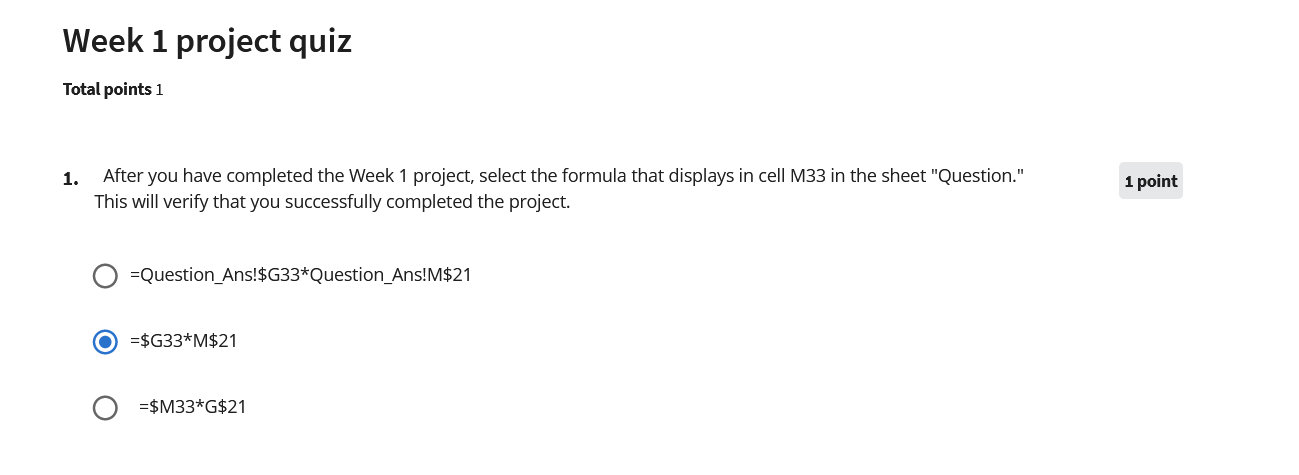 Week 1 project quiz
Total points 1
1. After you have completed the Week 1 project, select the formula that displays in cell M33 in the sheet "Question."
This will verify that you successfully completed the project.
1 point
=Question_Ans!$G33*Question_Ans!M$21
=$G33*M$21
=$M33*G$21